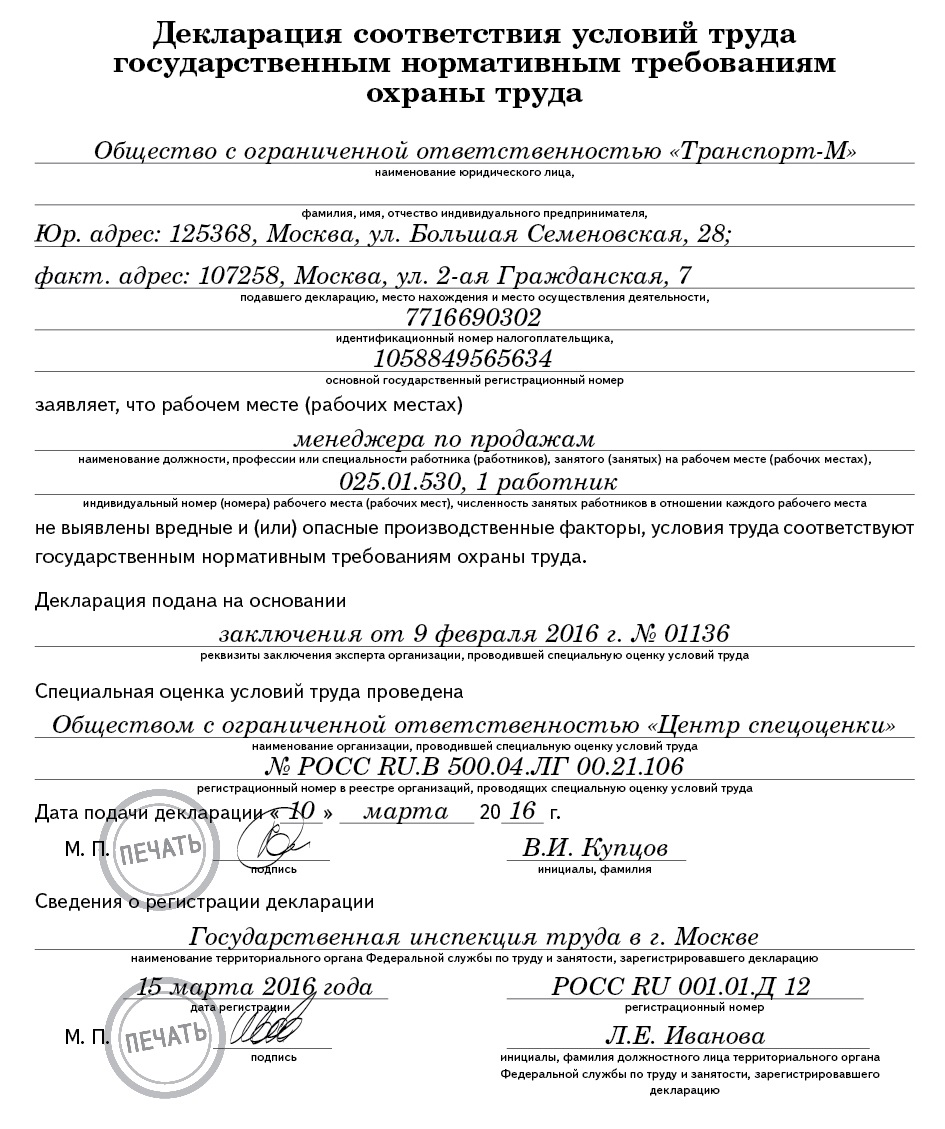 Декларация соответствия условий труда
государственным нормативным требованиям
охраны труда
Общество с ограниченной ответственностью «Транспорт-М»
наименование юридического лица,
фамилия, имя, отчество индивидуального предпринимателя,
Юр. адрес: 125368, Москва, ул. Большая Семеновская, 28;
факт. адрес: 107258, Москва, ул. 2-ая Гражданская, 7
подавшего декларацию, место нахождения и место осуществления деятельности,
7716690302
идентификационный номер налогоплательщика,
1058849565634
основной государственный регистрационный номер
заявляет, что рабочем месте (рабочих местах)
менеджера по продажам
наименование должности, профессии или специальности работника (работников), занятого (занятых) на рабочем месте (рабочих местах),
025.01.530, 1 работник
индивидуальный номер (номера) рабочего места (рабочих мест), численность занятых работников в отношении каждого рабочего места
не выявлены вредные и (или) опасные производственные факторы, условия труда соответствуют
государственным нормативным требованиям охраны труда.
Декларация подана на основании
заключения от 9 февраля 2016 г. № 01136
реквизиты заключения эксперта организации, проводившей специальную оценку условий труда
Специальная оценка условий труда проведена
Обществом с ограниченной ответственностью «Центр спецоценки»
наименование организации, проводившей специальную оценку условий труда
№ РОСС RU.В 500.04.ЛГ 00.21.106
регистрационный номер в реестре организаций, проводящих специальную оценку условий труда
Дата подачи декларации « 10 » марта 20 16 г.
М. П. ПЕЧАТЬ В.И. Купцов
подпись инициалы, фамилия
Сведения о регистрации декларации
Государственная инспекция труда в г. Москве
наименование территориального органа Федеральной службы по труду и занятости, зарегистрировавшего декларацию
15 марта 2016 года РОСС RU 001.01.Д 12
дата регистрации регистрационный номер
М. П. ПЕЧАТЬ Л.Е. Иванова
подпись инициалы, фамилия должностного лица территориального органа
Федеральной службы по труду и занятости, зарегистрировавшего
декларацию